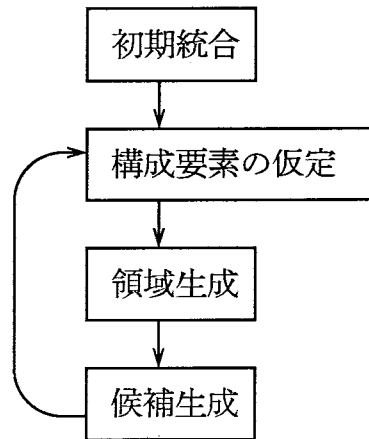 初期統合
構成要素の仮定
領域生成
候補生成